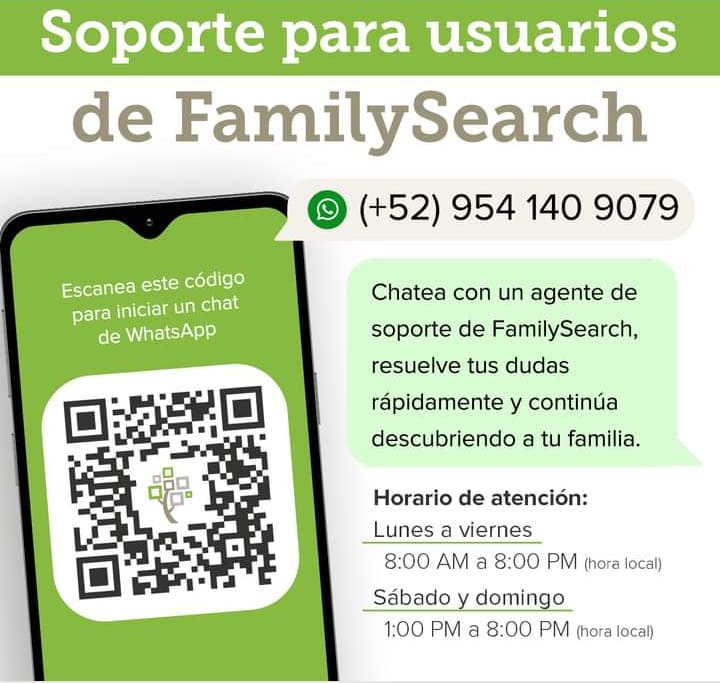 Soporte para usuarios
de FamilySearch
(+52) 954 140 9079
Escanea este código
para iniciar un chat
de WhatsApp
Chatea con un agente de
soporte de FamilySearch,
resuelve tus dudas
rápidamente y continúa
descubriendo a tu familia.
Horario de atención:
Lunes a viernes
8:00 AM a 8:00 PM (hora local)
Sábado y domingo
1:00 PM a 8:00 PM (hora local)